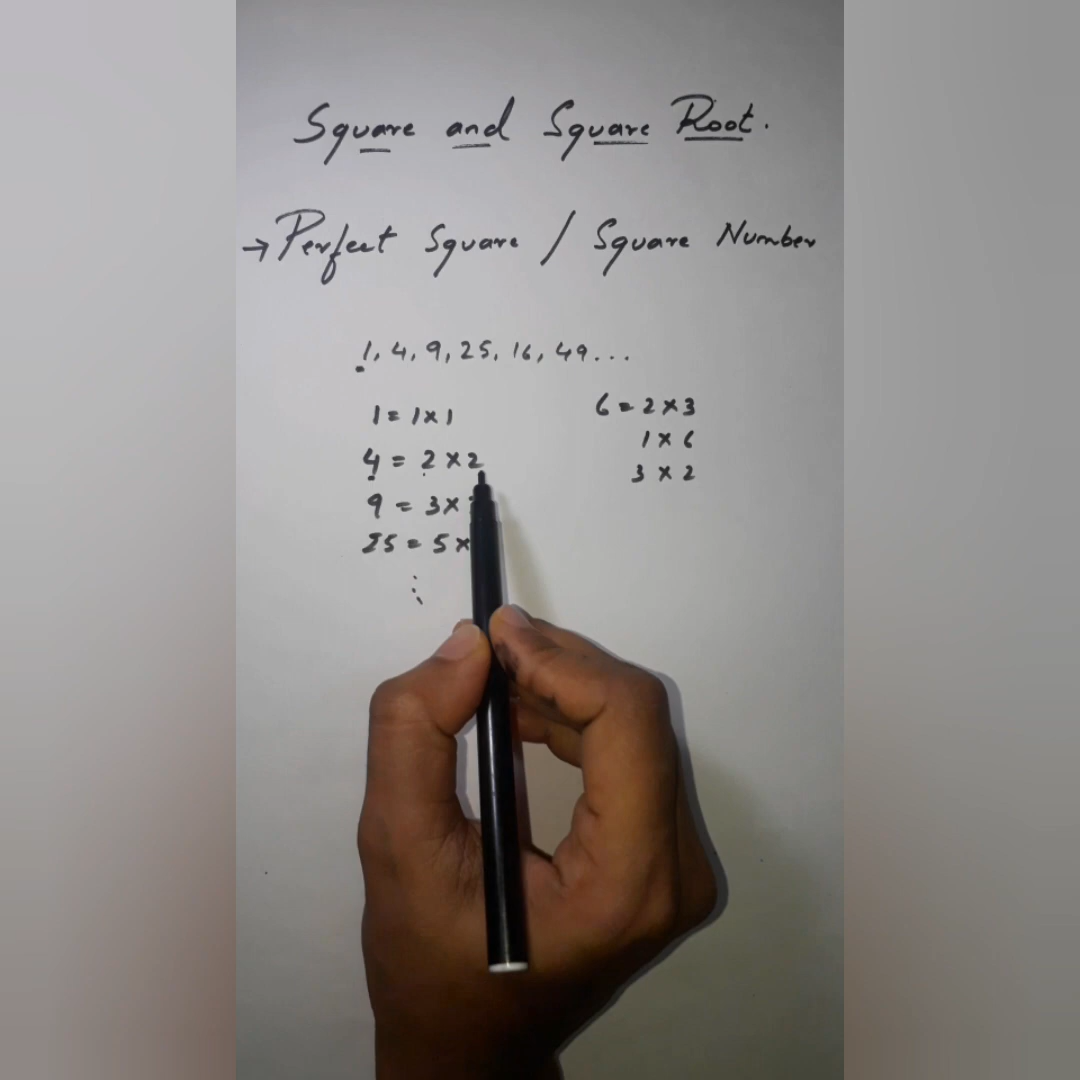 Square and Square Root.
→ Perfect Square / Square Number
1, 4, 9, 25, 16, 49...
1 = 1 × 1
4 = 2 × 2
9 = 3 ×
25 = 5 ×
⋮
6 = 2 × 3
1 × 6
3 × 2